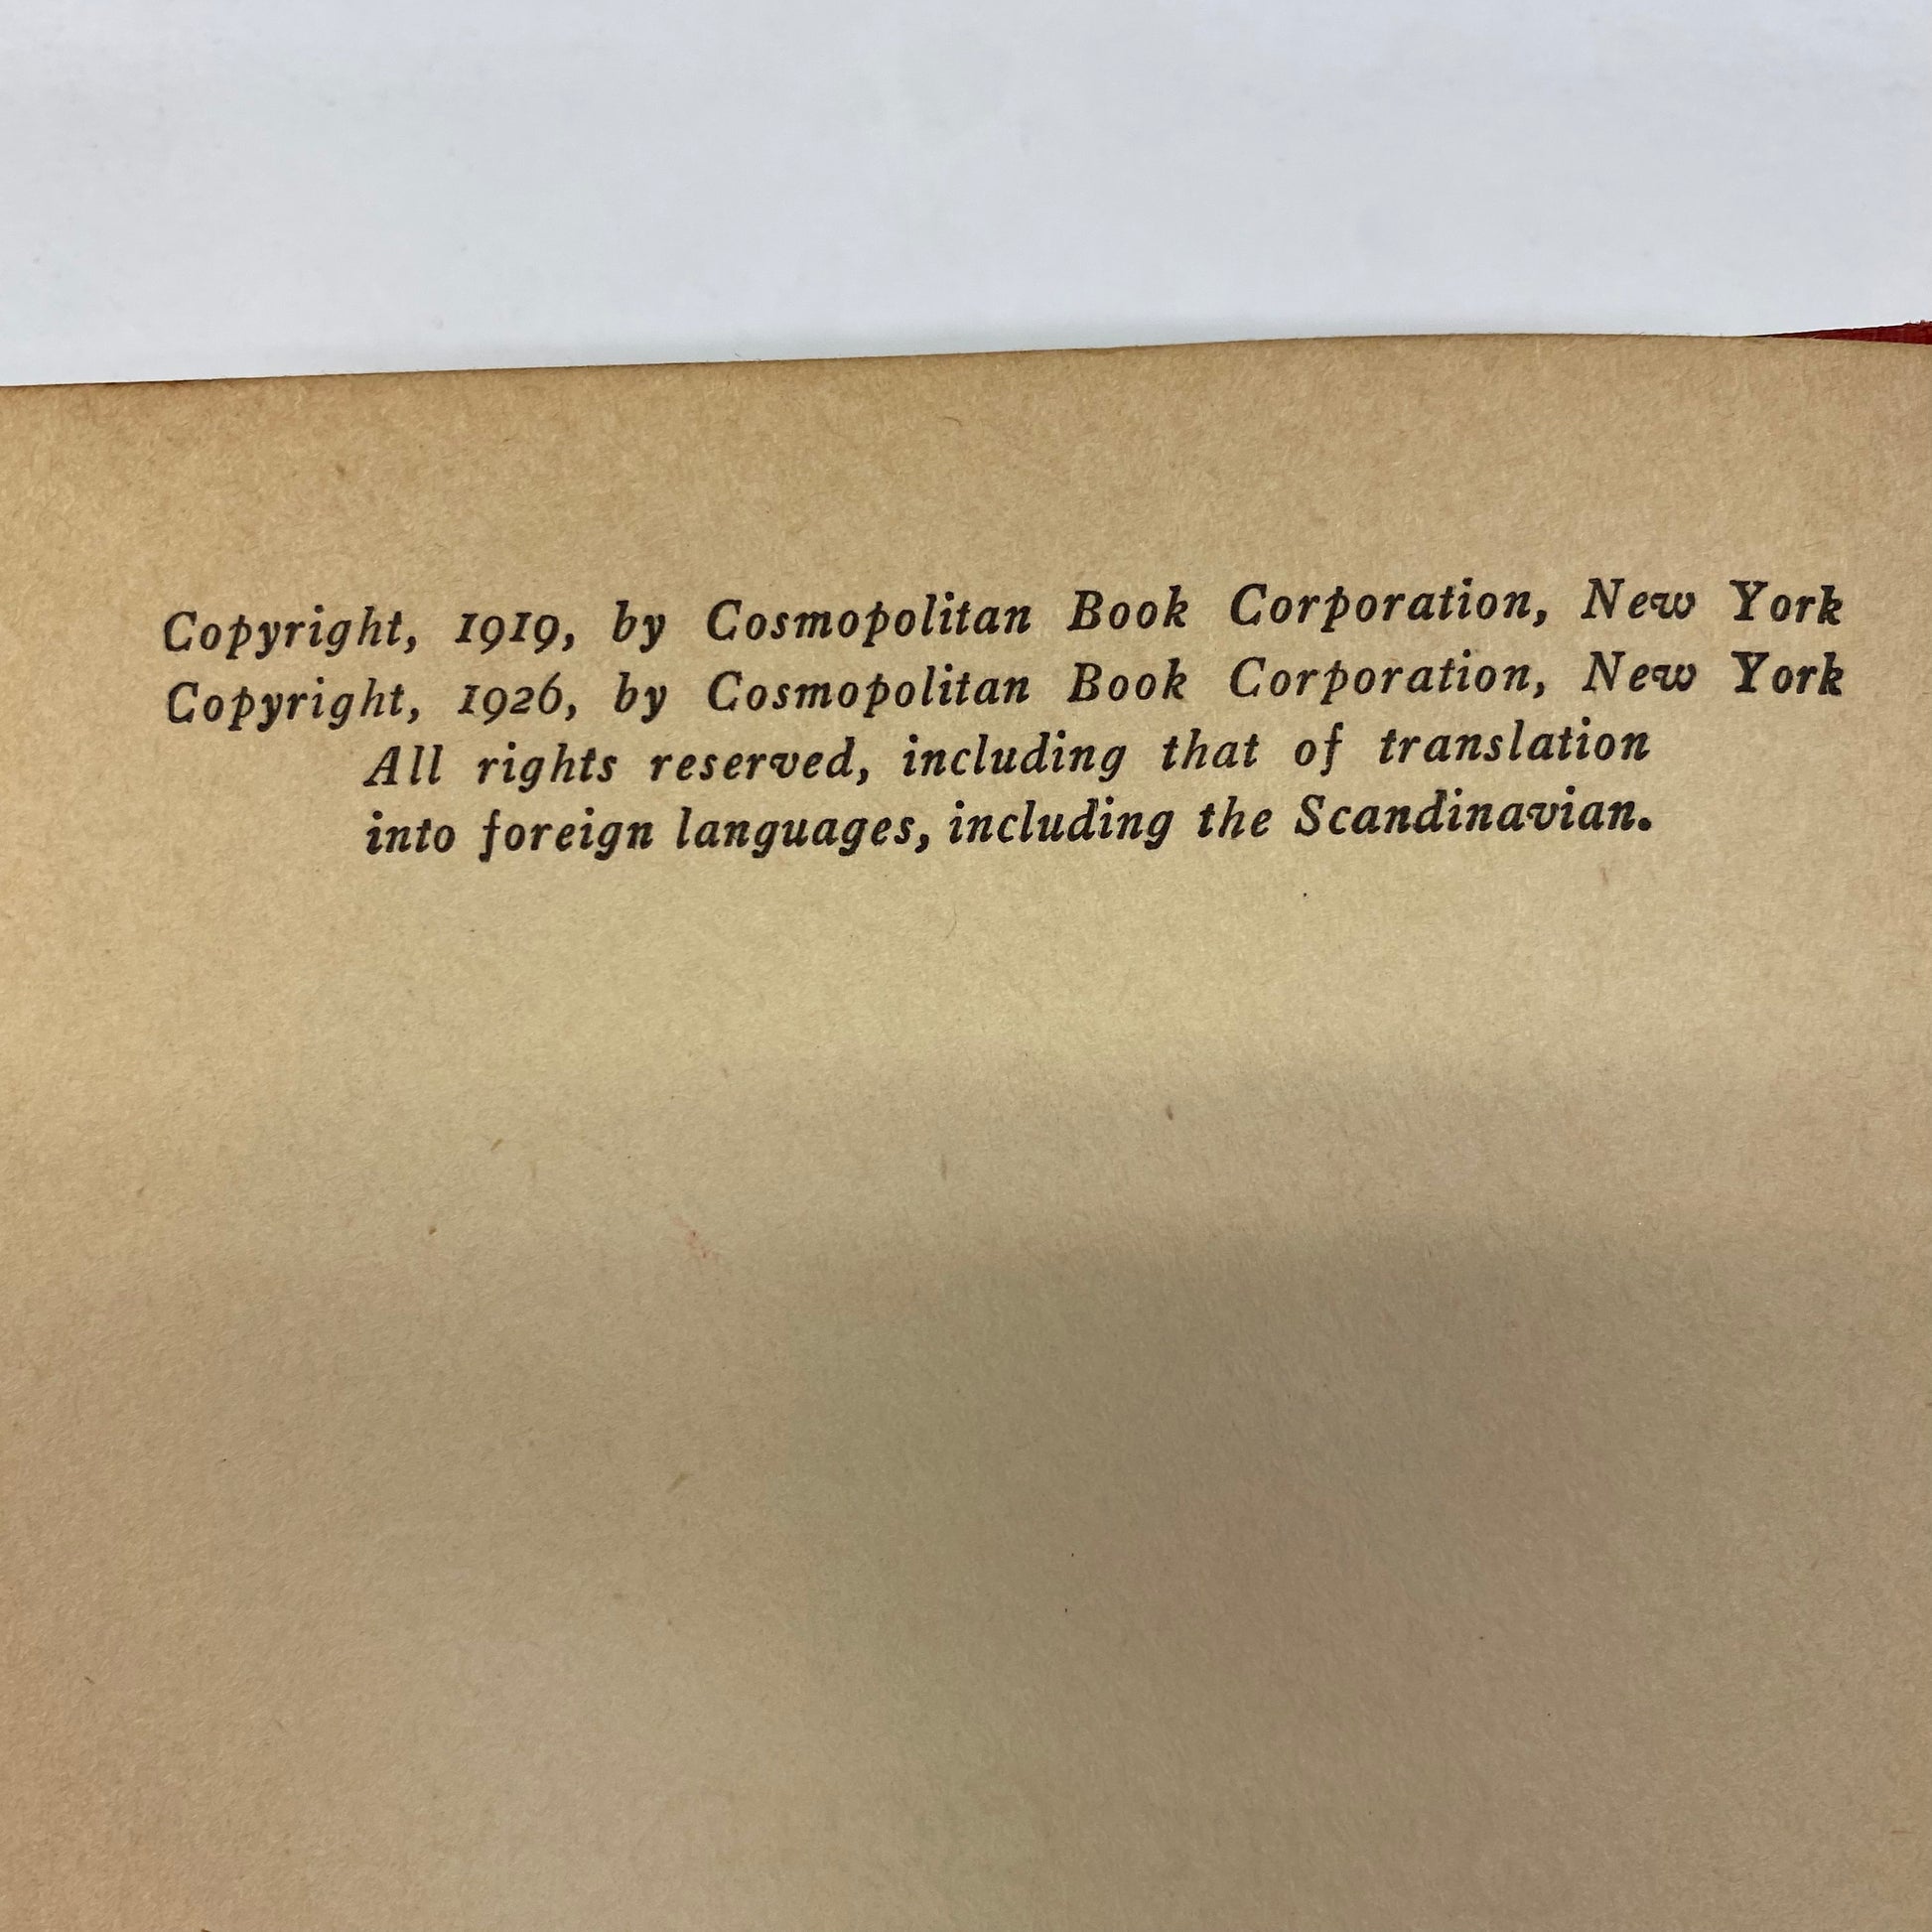 Copyright, 1919, by Cosmopolitan Book Corporation, New York
Copyright, 1926, by Cosmopolitan Book Corporation, New York
All rights reserved, including that of translation
into foreign languages, including the Scandinavian.